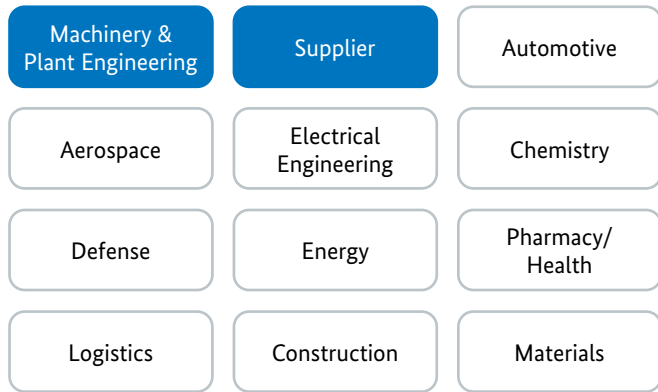 Machinery &
Plant Engineering
Supplier
Automotive
Aerospace
Electrical
Engineering
Chemistry
Defense
Energy
Pharmacy/
Health
Logistics
Construction
Materials